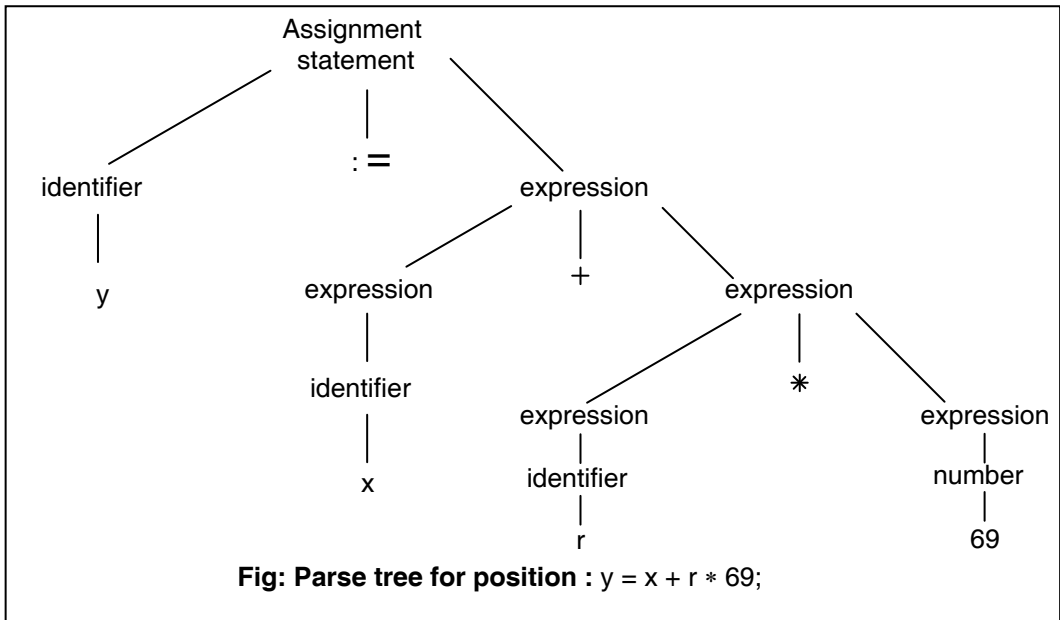 Assignment
statement
identifier
: =
expression
y
expression
+
expression
identifier
*
expression
expression
x
identifier
number
r
69
Fig: Parse tree for position : y = x + r * 69;